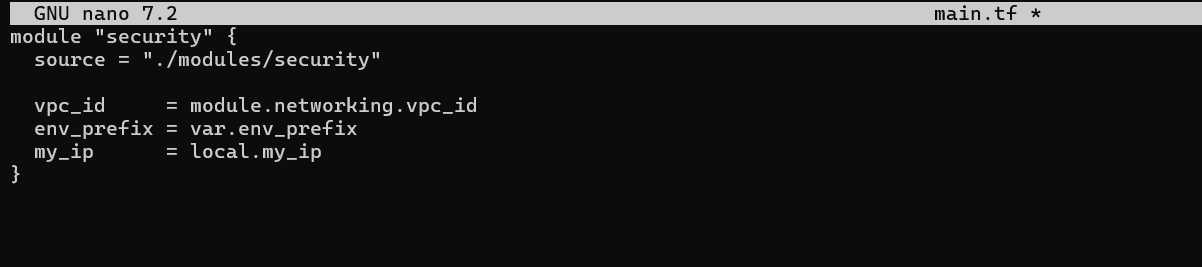 GNU nano 7.2 main.tf *
module "security" {
  source = "./modules/security"

  vpc_id     = module.networking.vpc_id
  env_prefix = var.env_prefix
  my_ip      = local.my_ip
}